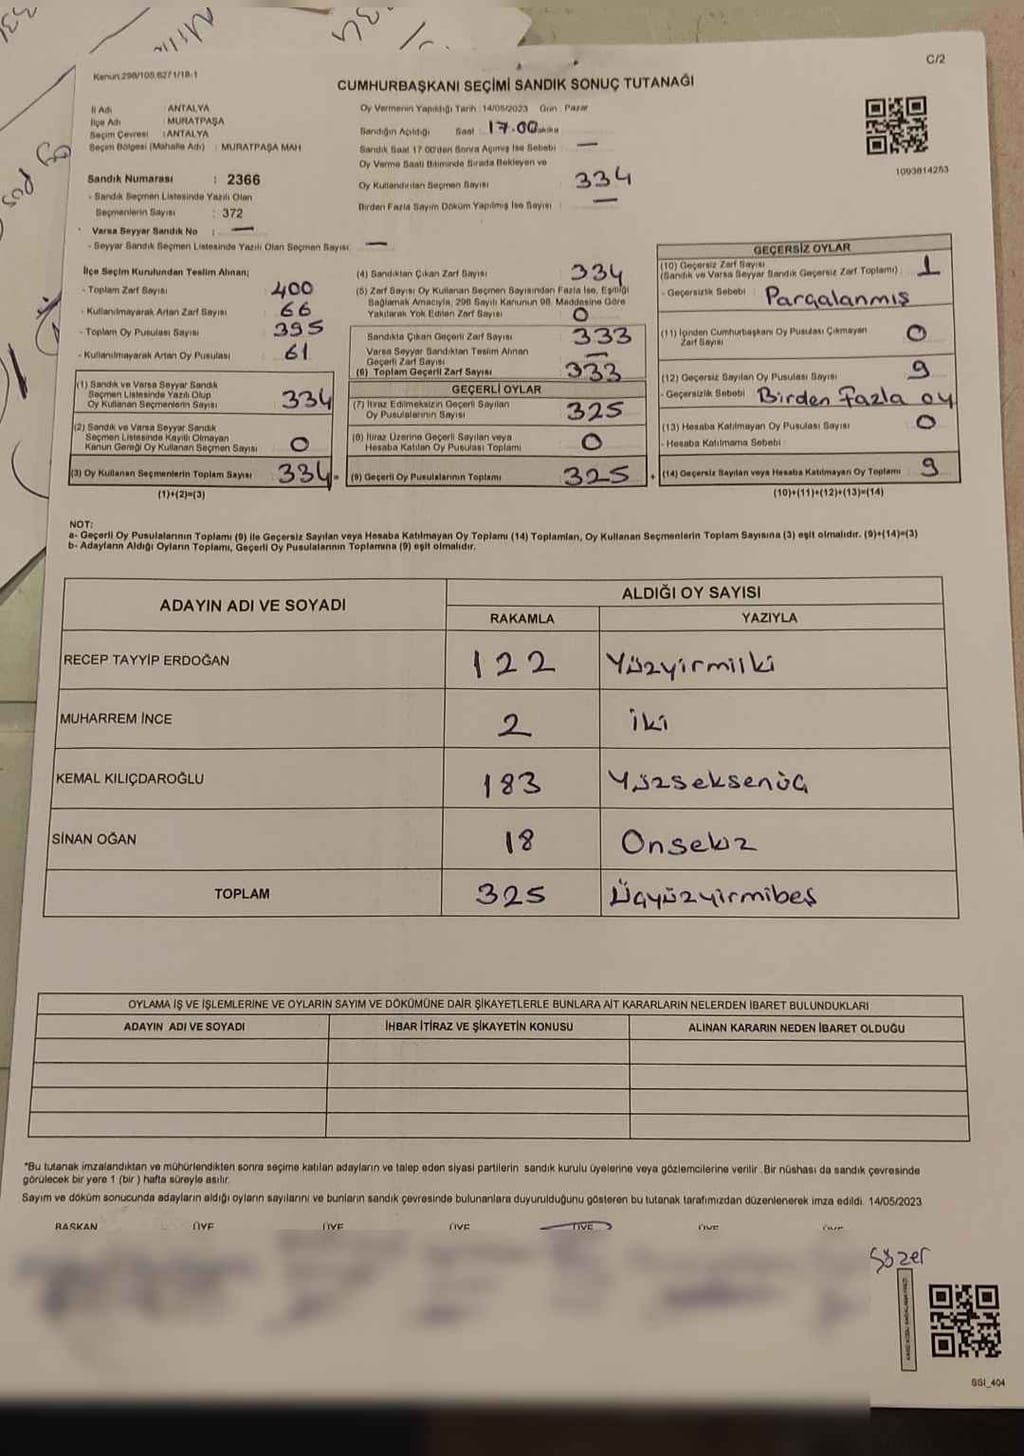 Kanun.298/105,6271/18-1
C/2
CUMHURBAŞKANI SEÇİMİ SANDIK SONUÇ TUTANAĞI
İl Adı : ANTALYA
İlçe Adı : MURATPAŞA
Seçim Çevresi : ANTALYA
Seçim Bölgesi (Mahalle Adı) : MURATPAŞA MAH
Oy Vermenin Yapıldığı Tarih : 14/05/2023 Gün : Pazar
Sandığın Açıldığı Saat : 17.00 dakika
Sandık Saat 17.00'den Sonra Açılmış İse Sebebi : —
Oy Verme Saati Bitiminde Sırada Bekleyen ve
Oy Kullandırılan Seçmen Sayısı 334
Birden Fazla Sayım Döküm Yapılmış İse Sayısı : —
1093814263
Sandık Numarası : 2366
- Sandık Seçmen Listesinde Yazılı Olan
Seçmenlerin Sayısı : 372
Varsa Seyyar Sandık No : —
- Seyyar Sandık Seçmen Listesinde Yazılı Olan Seçmen Sayısı: —
İlçe Seçim Kurulundan Teslim Alınan;
- Toplam Zarf Sayısı 400
- Kullanılmayarak Artan Zarf Sayısı 66
- Toplam Oy Pusulası Sayısı 395
- Kullanılmayarak Artan Oy Pusulası 61
(1) Sandık ve Varsa Seyyar Sandık
Seçmen Listesinde Yazılı Olup
Oy Kullanan Seçmenlerin Sayısı 334
(2) Sandık ve Varsa Seyyar Sandık
Seçmen Listesinde Kayıtlı Olmayan
Kanun Gereği Oy Kullanan Seçmen Sayısı 0
(3) Oy Kullanan Seçmenlerin Toplam Sayısı 334=
(1)+(2)=(3)
(4) Sandıktan Çıkan Zarf Sayısı 334
(5) Zarf Sayısı Oy Kullanan Seçmen Sayısından Fazla İse, Eşitliği
Sağlamak Amacıyla, 298 Sayılı Kanunun 98. Maddesine Göre
Yakılarak Yok Edilen Zarf Sayısı 0
Sandıkta Çıkan Geçerli Zarf Sayısı 333
Varsa Seyyar Sandıktan Teslim Alınan
Geçerli Zarf Sayısı —
(6) Toplam Geçerli Zarf Sayısı 333
GEÇERLİ OYLAR
(7) İtiraz Edilmeksizin Geçerli Sayılan
Oy Pusulalarının Sayısı 325
(8) İtiraz Üzerine Geçerli Sayılan veya
Hesaba Katılan Oy Pusulası Toplamı 0
(9) Geçerli Oy Pusulalarının Toplamı 325 +
GEÇERSİZ OYLAR
(10) Geçersiz Zarf Sayısı
(Sandık ve Varsa Seyyar Sandık Geçersiz Zarf Toplamı) : 1
- Geçersizlik Sebebi : Parçalanmış
(11) İçinden Cumhurbaşkanı Oy Pusulası Çıkmayan
Zarf Sayısı 0
(12) Geçersiz Sayılan Oy Pusulası Sayısı 9
- Geçersizlik Sebebi : Birden fazla oy
(13) Hesaba Katılmayan Oy Pusulası Sayısı 0
- Hesaba Katılmama Sebebi :
(14) Geçersiz Sayılan veya Hesaba Katılmayan Oy Toplamı 9
(10)+(11)+(12)+(13)=(14)
NOT:
a- Geçerli Oy Pusulalarının Toplamı (9) ile Geçersiz Sayılan veya Hesaba Katılmayan Oy Toplamı (14) Toplamları, Oy Kullanan Seçmenlerin Toplam Sayısına (3) eşit olmalıdır. (9)+(14)=(3)
b- Adayların Aldığı Oyların Toplamı, Geçerli Oy Pusulalarının Toplamına (9) eşit olmalıdır.
ADAYIN ADI VE SOYADI
ALDIĞI OY SAYISI
RAKAMLA YAZIYLA
RECEP TAYYİP ERDOĞAN 122 Yüzyirmiiki
MUHARREM İNCE 2 iki
KEMAL KILIÇDAROĞLU 183 Yüzseksenüç
SİNAN OĞAN 18 Onsekiz
TOPLAM 325 Üçyüzyirmibeş
OYLAMA İŞ VE İŞLEMLERİNE VE OYLARIN SAYIM VE DÖKÜMÜNE DAİR ŞİKAYETLERLE BUNLARA AİT KARARLARIN NELERDEN İBARET BULUNDUKLARI
ADAYIN ADI VE SOYADI İHBAR İTİRAZ VE ŞİKAYETİN KONUSU ALINAN KARARIN NEDEN İBARET OLDUĞU
*Bu tutanak imzalandıktan ve mühürlendikten sonra seçime katılan adayların ve talep eden siyasi partilerin sandık kurulu üyelerine veya gözlemcilerine verilir. Bir nüshası da sandık çevresinde
görülecek bir yere 1 (bir ) hafta süreyle asılır.
Sayım ve döküm sonucunda adayların aldığı oyların sayılarını ve bunların sandık çevresinde bulunanlara duyurulduğunu gösteren bu tutanak tarafımızdan düzenlenerek imza edildi. 14/05/2023
BAŞKAN ÜYE ÜYE ÜYE ÜYE ÜYE ÜYE
Sözer
SSI_404